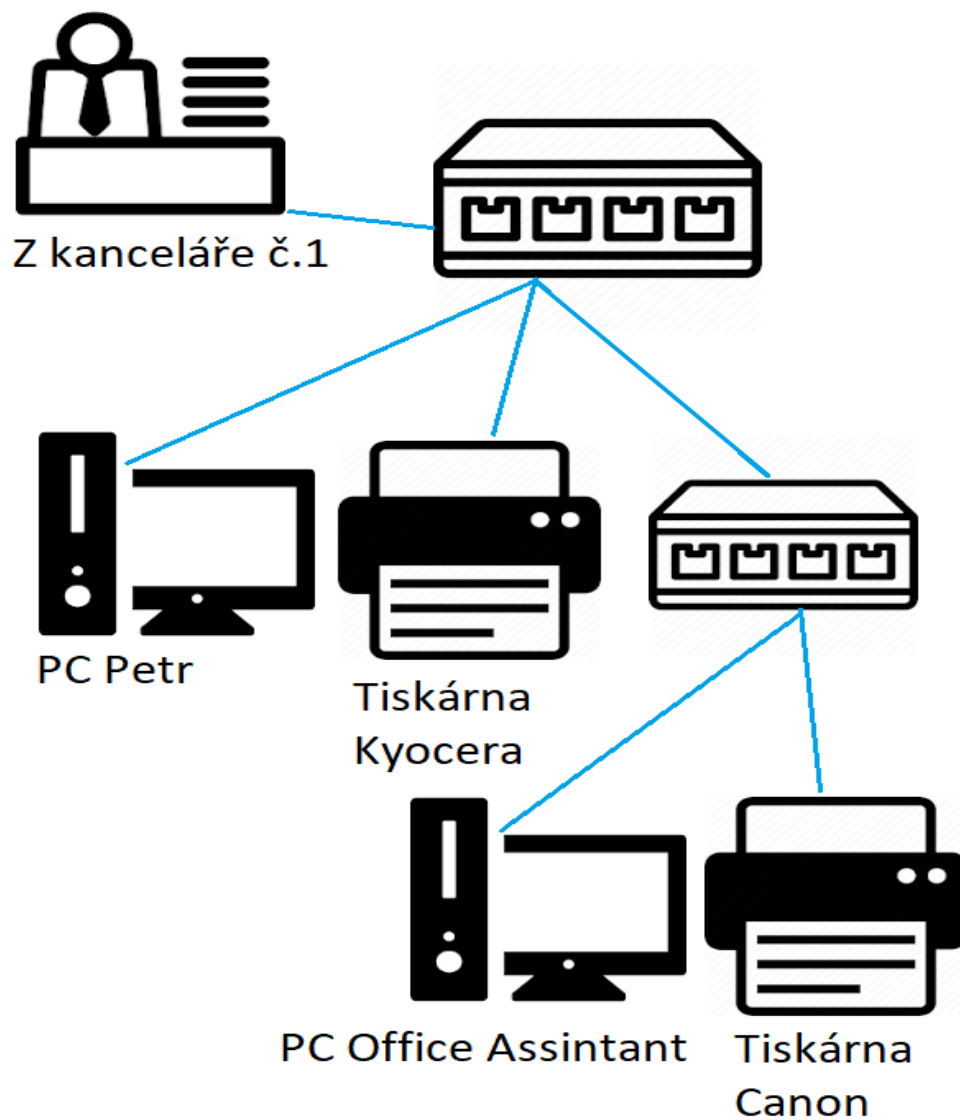 Z kanceláře č.1
PC Petr
Tiskárna
Kyocera
PC Office Assintant
Tiskárna
Canon